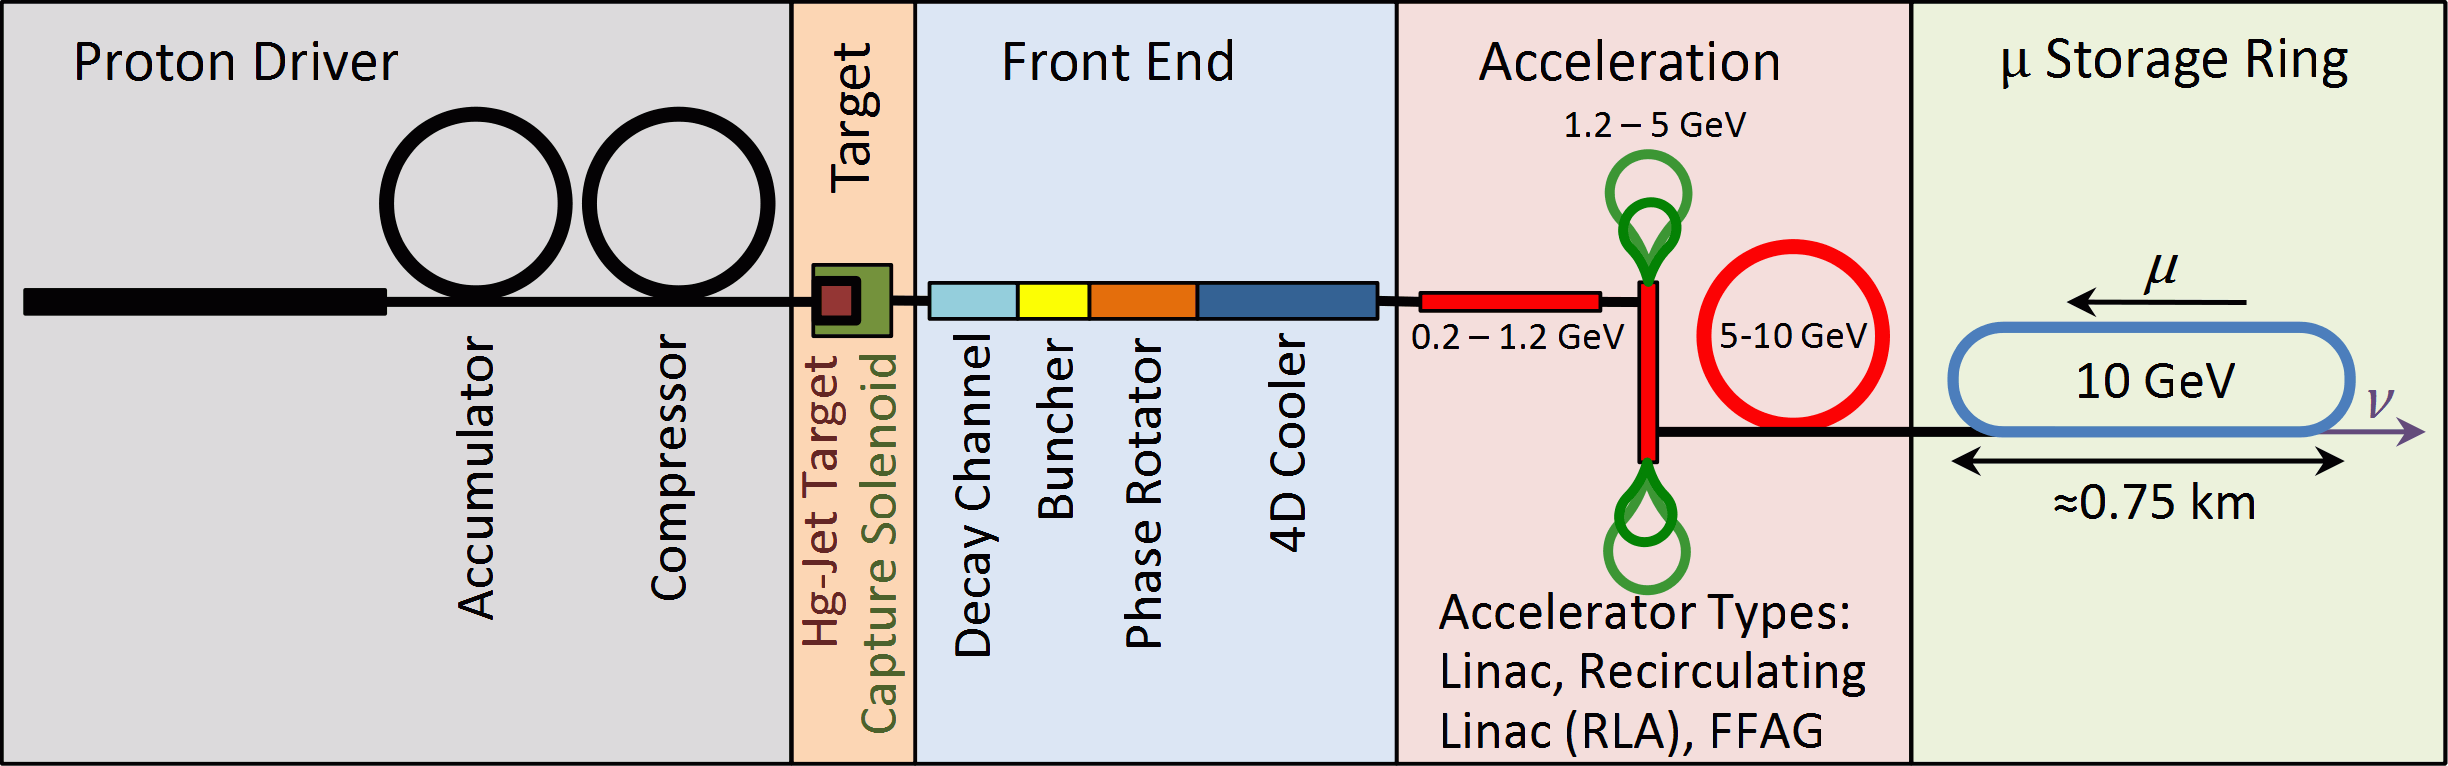 Proton Driver
Accumulator
Compressor
Target
Hg-Jet Target
Capture Solenoid
Front End
Decay Channel
Buncher
Phase Rotator
4D Cooler
Acceleration
1.2 – 5 GeV
0.2 – 1.2 GeV
5-10 GeV
Accelerator Types:
Linac, Recirculating
Linac (RLA), FFAG
μ Storage Ring
μ
10 GeV
ν
≈0.75 km